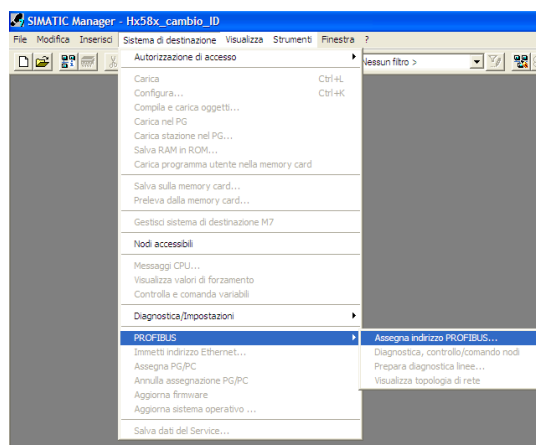 SIMATIC Manager - Hx58x_cambio_ID
File Modifica Inserisci Sistema di destinazione Visualizza Strumenti Finestra ?
Nessun filtro >
Autorizzazione di accesso
Carica Ctrl+L
Configura... Ctrl+K
Compila e carica oggetti...
Carica nel PG
Carica stazione nel PG...
Salva RAM in ROM...
Carica programma utente nella memory card
Salva sulla memory card...
Preleva dalla memory card...
Gestisci sistema di destinazione M7
Nodi accessibili
Messaggi CPU...
Visualizza valori di forzamento
Controlla e comanda variabili
Diagnostica/Impostazioni
PROFIBUS
Assegna indirizzo PROFIBUS...
Immetti indirizzo Ethernet...
Diagnostica, controllo/comando nodi
Assegna PG/PC
Prepara diagnostica linee...
Annulla assegnazione PG/PC
Visualizza topologia di rete
Aggiorna firmware
Aggiorna sistema operativo ...
Salva dati del Service...